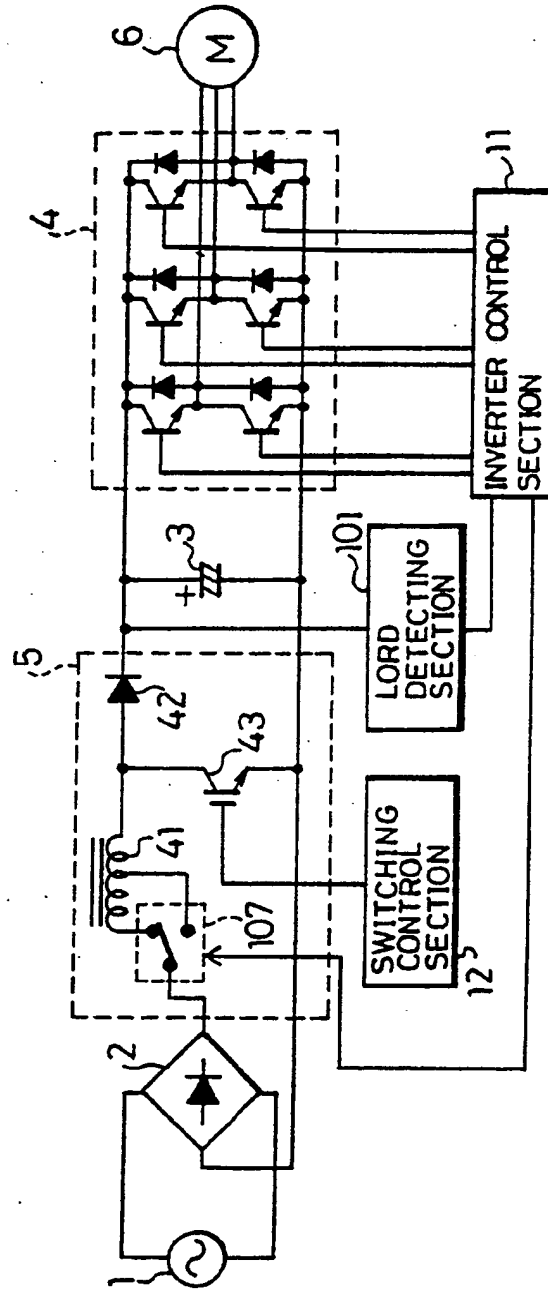 1
2
5
107
41
42
43
3
+
4
6
M
SWITCHING
CONTROL
SECTION
12
LORD
DETECTING
SECTION
101
INVERTER CONTROL
SECTION
11